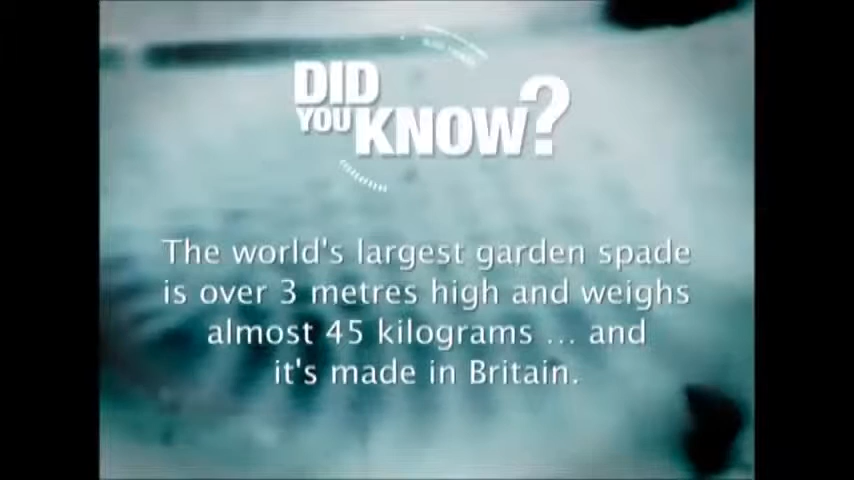 DID
YOU KNOW?
The world's largest garden spade
is over 3 metres high and weighs
almost 45 kilograms ... and
it's made in Britain.